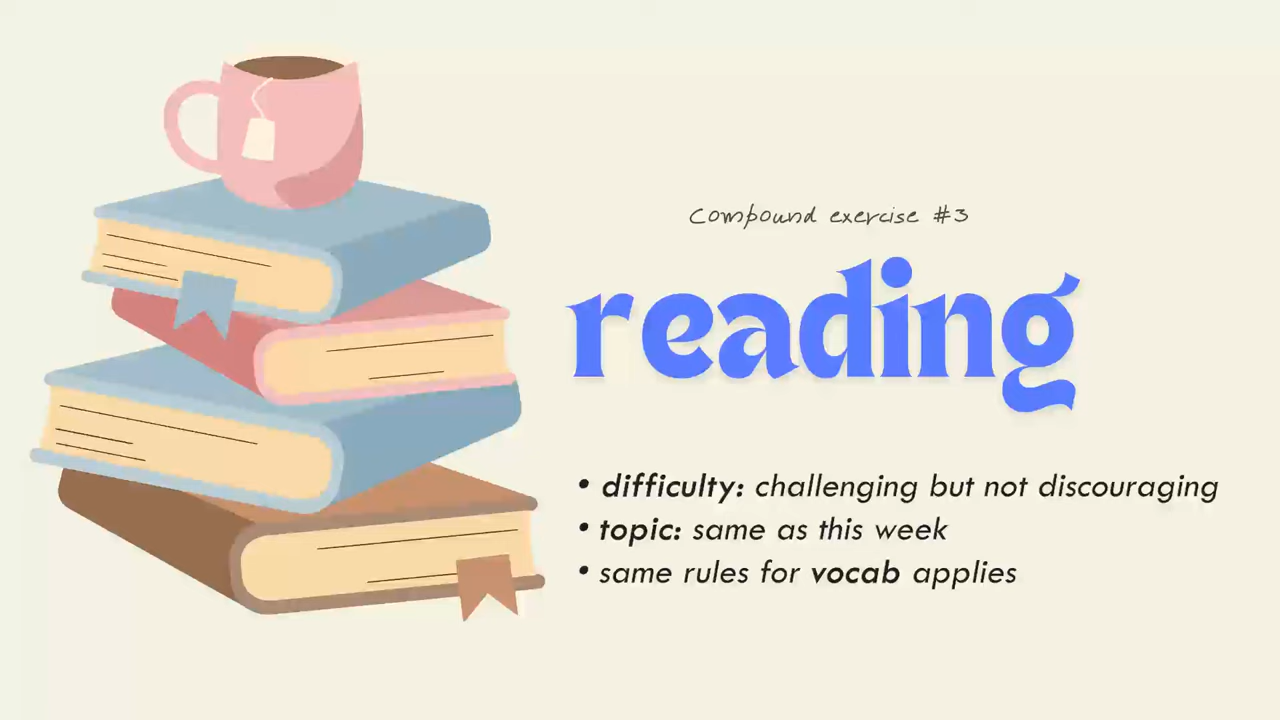 Compound exercise #3
reading
• difficulty: challenging but not discouraging
• topic: same as this week
• same rules for vocab applies